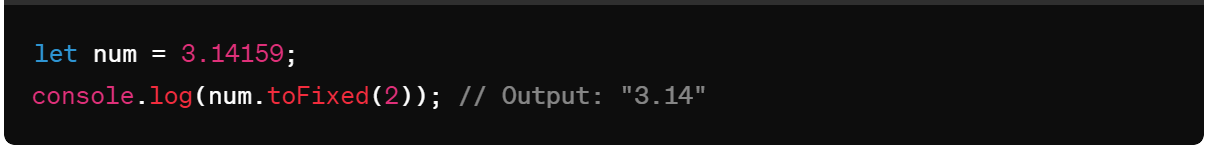 let num = 3.14159;
console.log(num.toFixed(2)); // Output: "3.14"